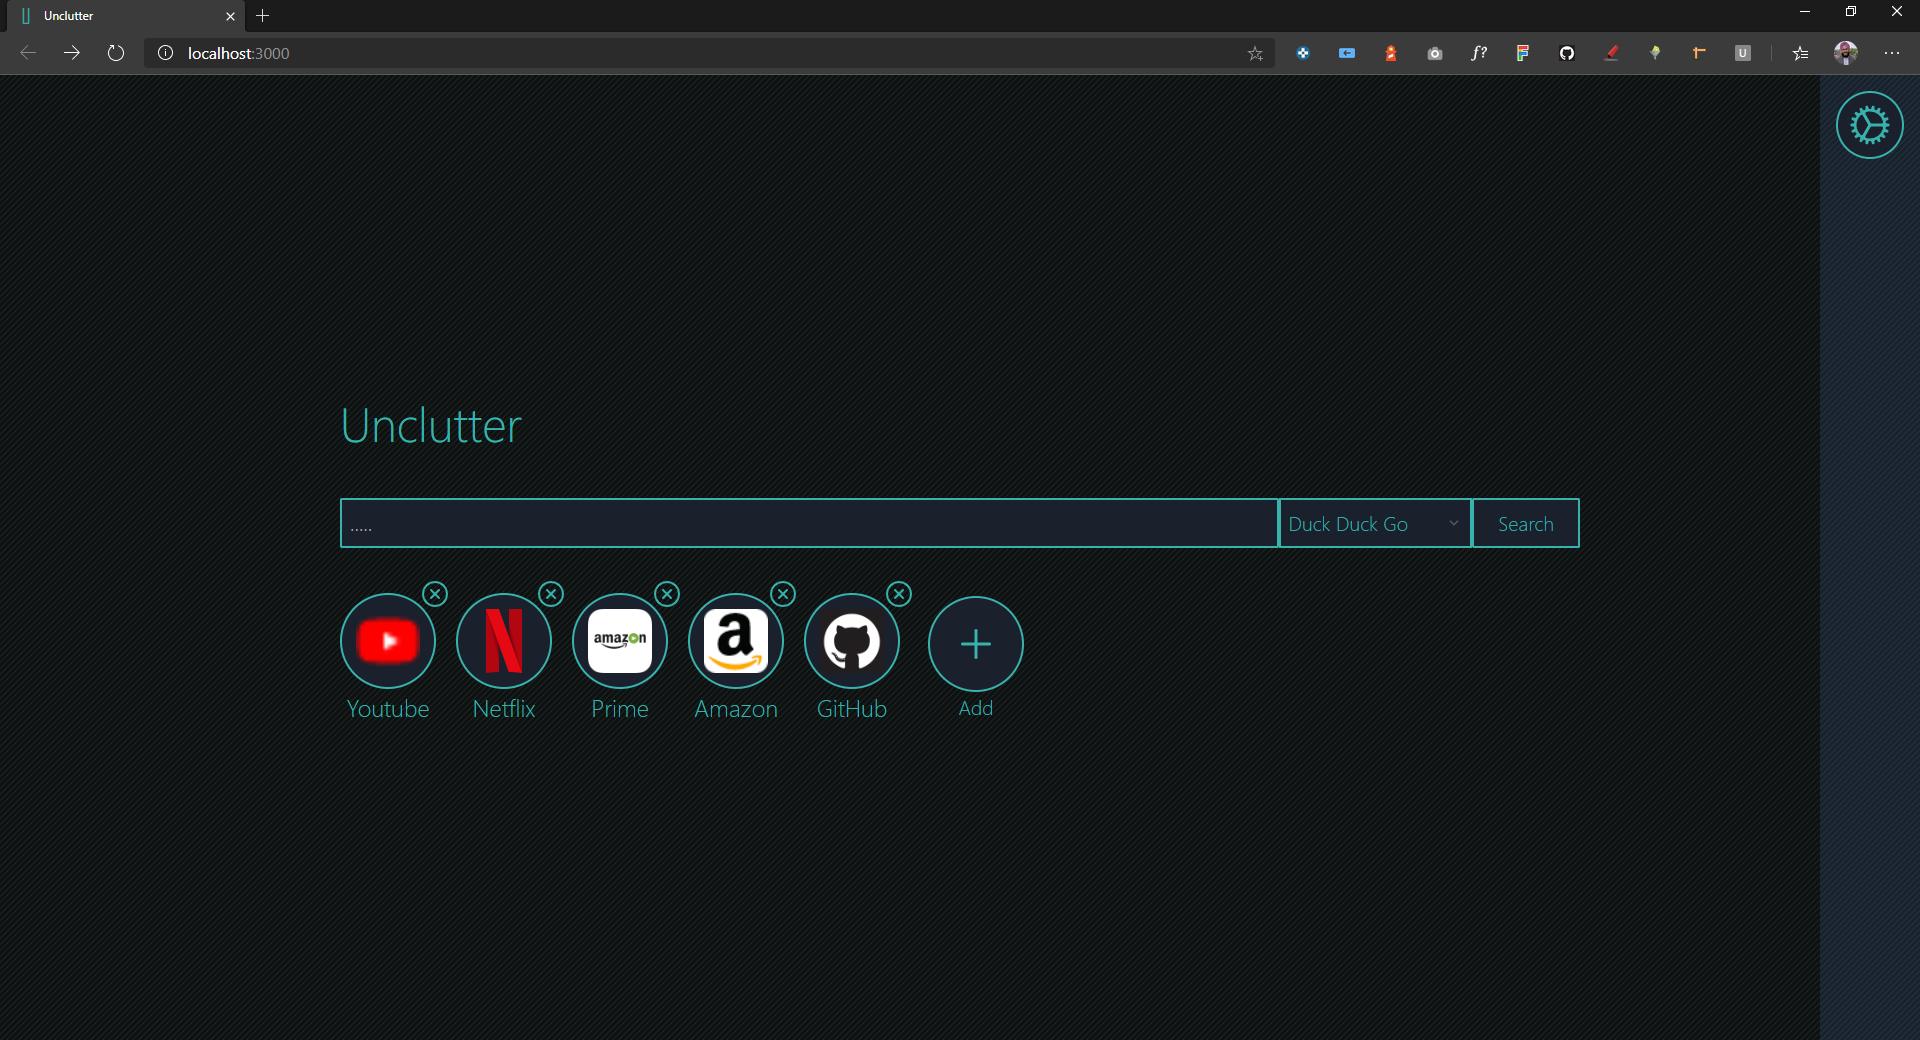 Unclutter
localhost:3000
f?
U
Unclutter
.....
Duck Duck Go
Search
N
amazon
a
Youtube
Netflix
Prime
Amazon
GitHub
Add